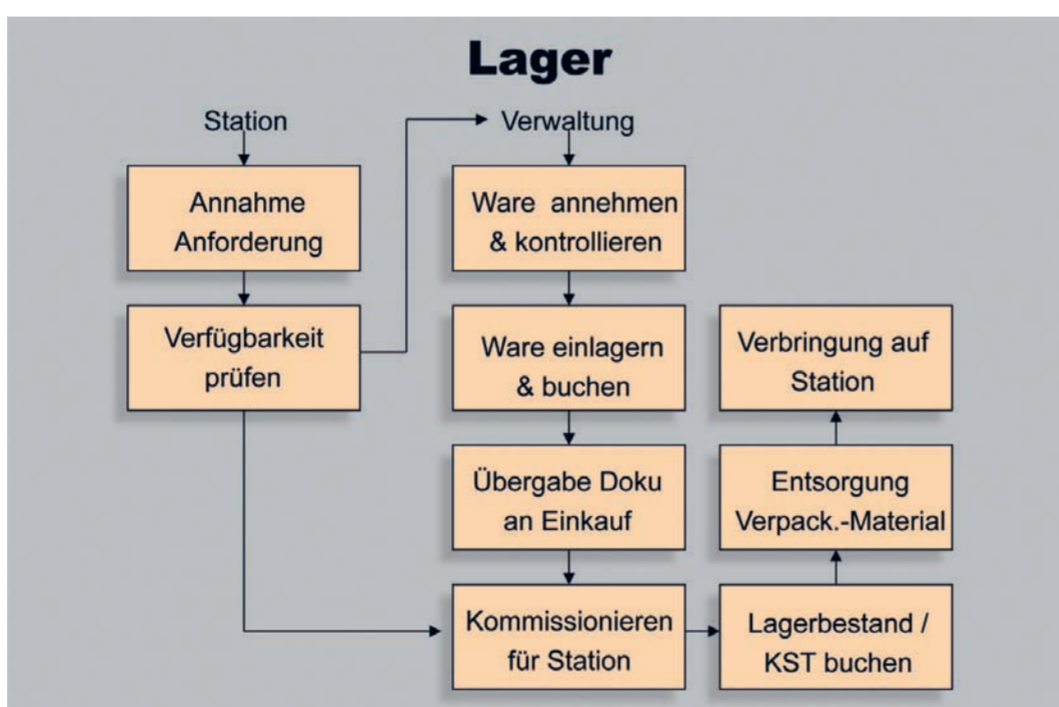 Lager
Station
Annahme
Anforderung
Verfügbarkeit
prüfen
Verwaltung
Ware annehmen
& kontrollieren
Ware einlagern
& buchen
Übergabe Doku
an Einkauf
Kommissionieren
für Station
Lagerbestand /
KST buchen
Entsorgung
Verpack.-Material
Verbringung auf
Station